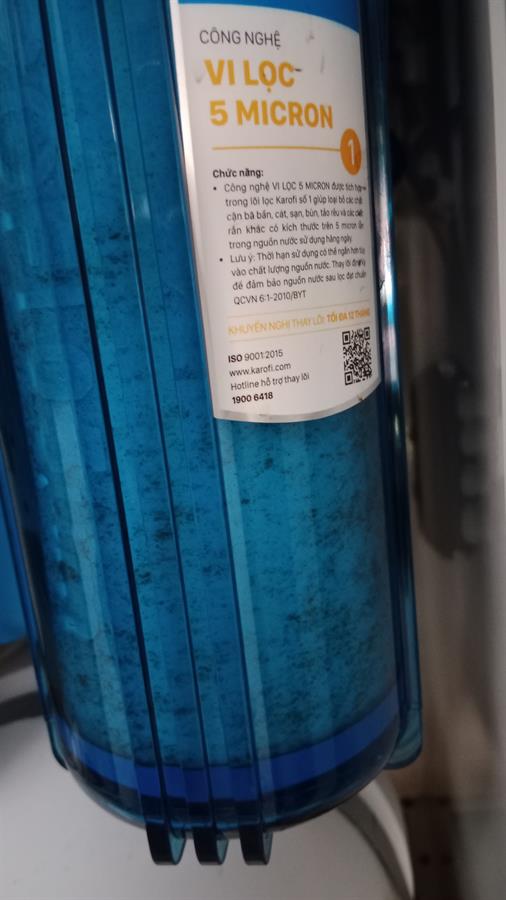 CÔNG NGHỆ
VI LỌC
5 MICRON
1
Chức năng:
• Công nghệ VI LỌC 5 MICRON được tích hợp
trong lõi lọc Karofi số 1 giúp loại bỏ các chất
cặn bã bẩn, cát, sạn, bùn, tảo rêu và các chất
rắn khác có kích thước trên 5 micron lẫn
trong nguồn nước sử dụng hàng ngày.
• Lưu ý: Thời hạn sử dụng có thể ngắn hơn tùy
vào chất lượng nguồn nước. Thay lõi định kỳ
để đảm bảo nguồn nước sau lọc đạt chuẩn
QCVN 6:1-2010/BYT
KHUYẾN NGHỊ THAY LÕI: TỐI ĐA 12 THÁNG
ISO 9001:2015
www.karofi.com
Hotline hỗ trợ thay lõi
1900 6418